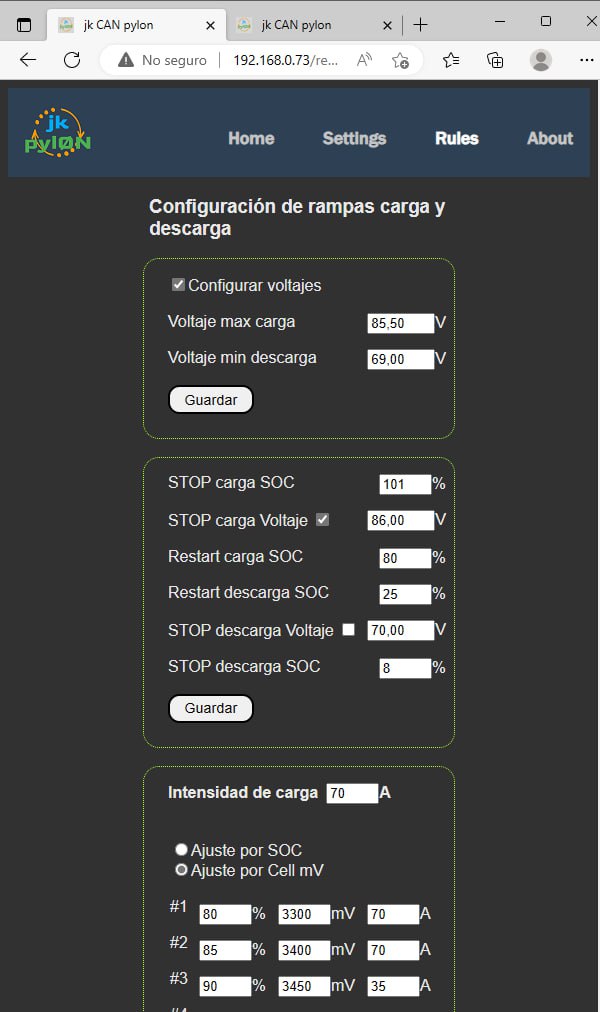 jk CAN pylon
jk CAN pylon
No seguro 192.168.0.73/re...
jk
pylON
Home Settings Rules About
Configuración de rampas carga y
descarga
Configurar voltajes
Voltaje max carga 85,50 V
Voltaje min descarga 69,00 V
Guardar
STOP carga SOC 101 %
STOP carga Voltaje 86,00 V
Restart carga SOC 80 %
Restart descarga SOC 25 %
STOP descarga Voltaje 70,00 V
STOP descarga SOC 8 %
Guardar
Intensidad de carga 70 A
Ajuste por SOC
Ajuste por Cell mV
#1 80 % 3300 mV 70 A
#2 85 % 3400 mV 70 A
#3 90 % 3450 mV 35 A